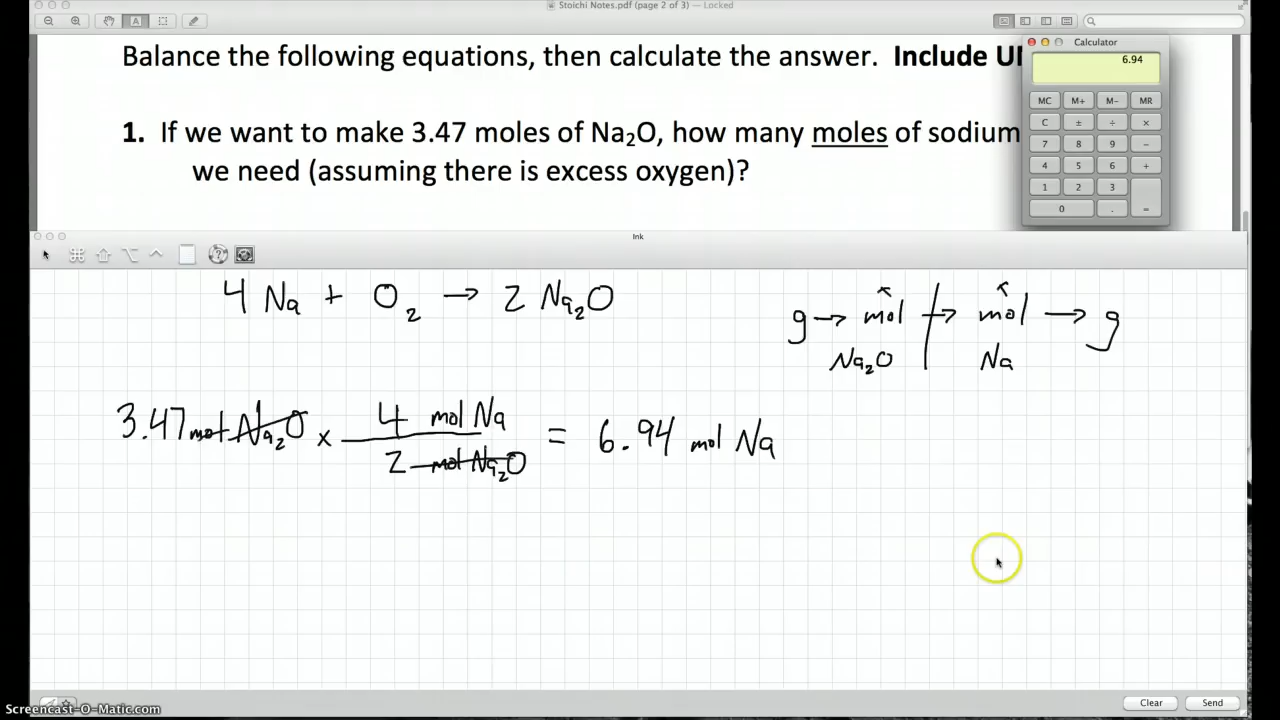 Stoichi Notes.pdf (page 2 of 3) — Locked
Balance the following equations, then calculate the answer. Include U
Calculator
6.94
MC M+ M- MR
C ± ÷ ×
7 8 9 −
4 5 6 +
1 2 3
0 . =
1. If we want to make 3.47 moles of Na₂O, how many moles of sodium
we need (assuming there is excess oxygen)?
Ink
4 Na + O₂ → 2 Na₂O
g → mol → mol → g
Na₂O Na
3.47 mol Na₂O × 4 mol Na = 6.94 mol Na
2 mol Na₂O
Clear Send
Screencast-O-Matic.com